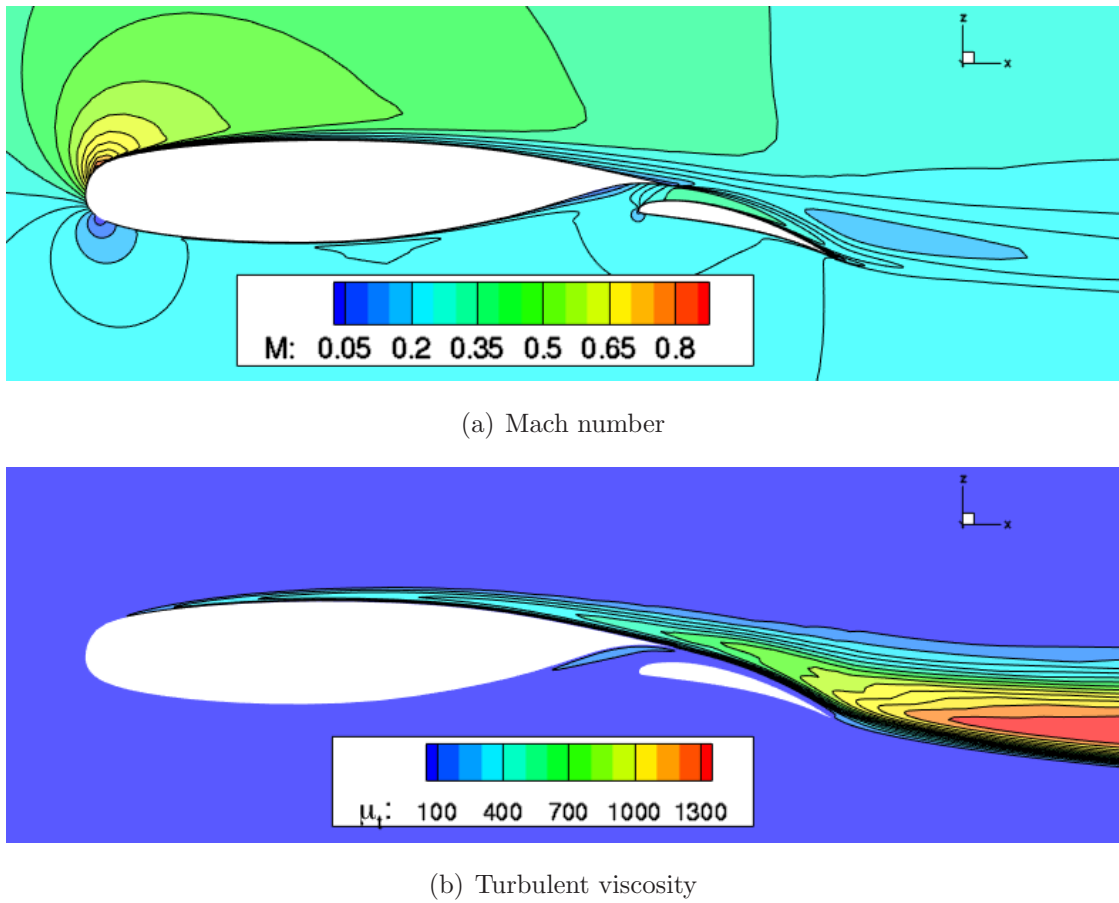 z
x
M: 0.05 0.2 0.35 0.5 0.65 0.8
(a) Mach number
z
x
μt: 100 400 700 1000 1300
(b) Turbulent viscosity